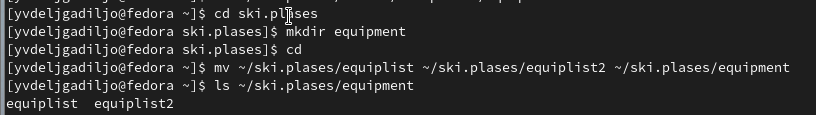 [yvdeljgadiljo@fedora ~]$ cd ski.plases
[yvdeljgadiljo@fedora ski.plases]$ mkdir equipment
[yvdeljgadiljo@fedora ski.plases]$ cd
[yvdeljgadiljo@fedora ~]$ mv ~/ski.plases/equiplist ~/ski.plases/equiplist2 ~/ski.plases/equipment
[yvdeljgadiljo@fedora ~]$ ls ~/ski.plases/equipment
equiplist  equiplist2